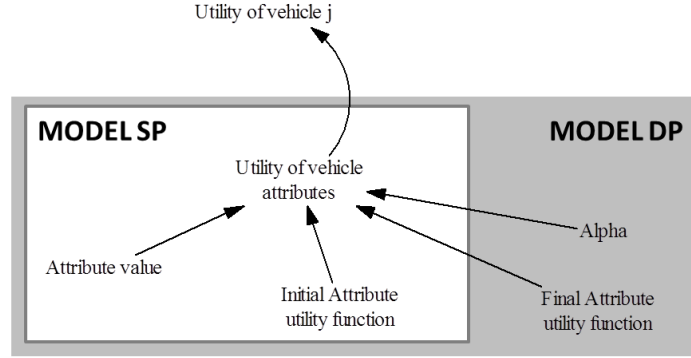 Utility of vehicle j
MODEL SP
MODEL DP
Utility of vehicle
attributes
Alpha
Attribute value
Initial Attribute
utility function
Final Attribute
utility function